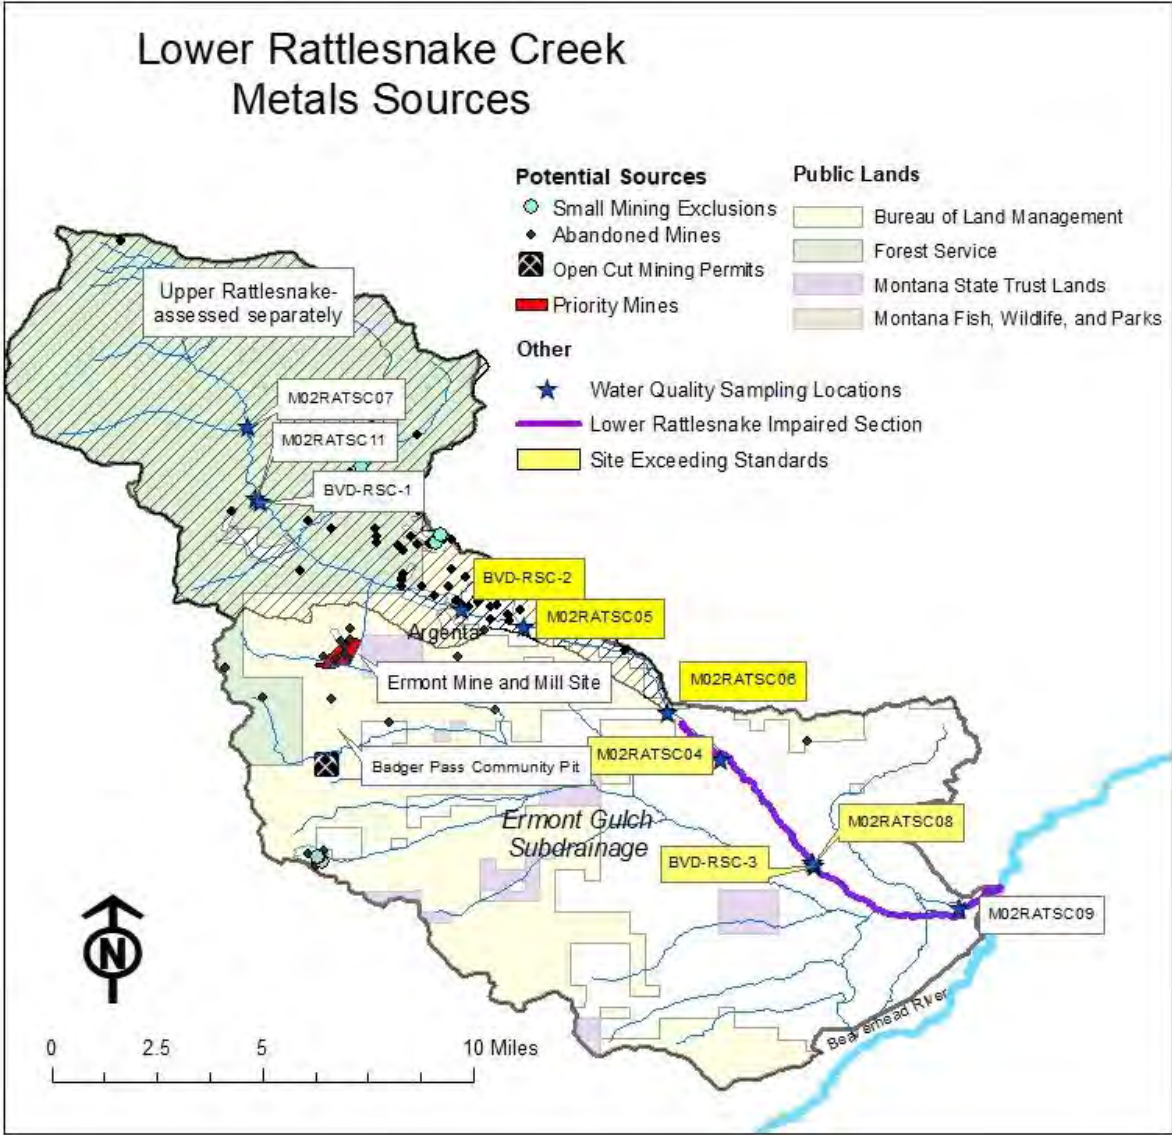 Lower Rattlesnake Creek
Metals Sources
Potential Sources
Small Mining Exclusions
Abandoned Mines
Open Cut Mining Permits
Priority Mines
Public Lands
Bureau of Land Management
Forest Service
Montana State Trust Lands
Montana Fish, Wildlife, and Parks
Other
Water Quality Sampling Locations
Lower Rattlesnake Impaired Section
Site Exceeding Standards
Upper Rattlesnake-
assessed separately
M02RATSC07
M02RATSC11
BVD-RSC-1
BVD-RSC-2
M02RATSC05
Argenta
Ermont Mine and Mill Site
M02RATSC06
M02RATSC04
Badger Pass Community Pit
Ermont Gulch
Subdrainage
M02RATSC08
BVD-RSC-3
M02RATSC09
Beaverhead River
N
0 2.5 5 10 Miles